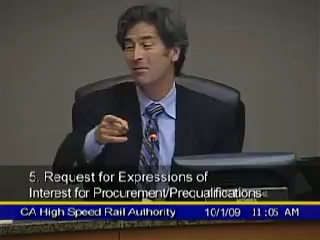 5. Request for Expressions of
Interest for Procurement/Prequalifications
CA High Speed Rail Authority 10/1/09 11:05 AM